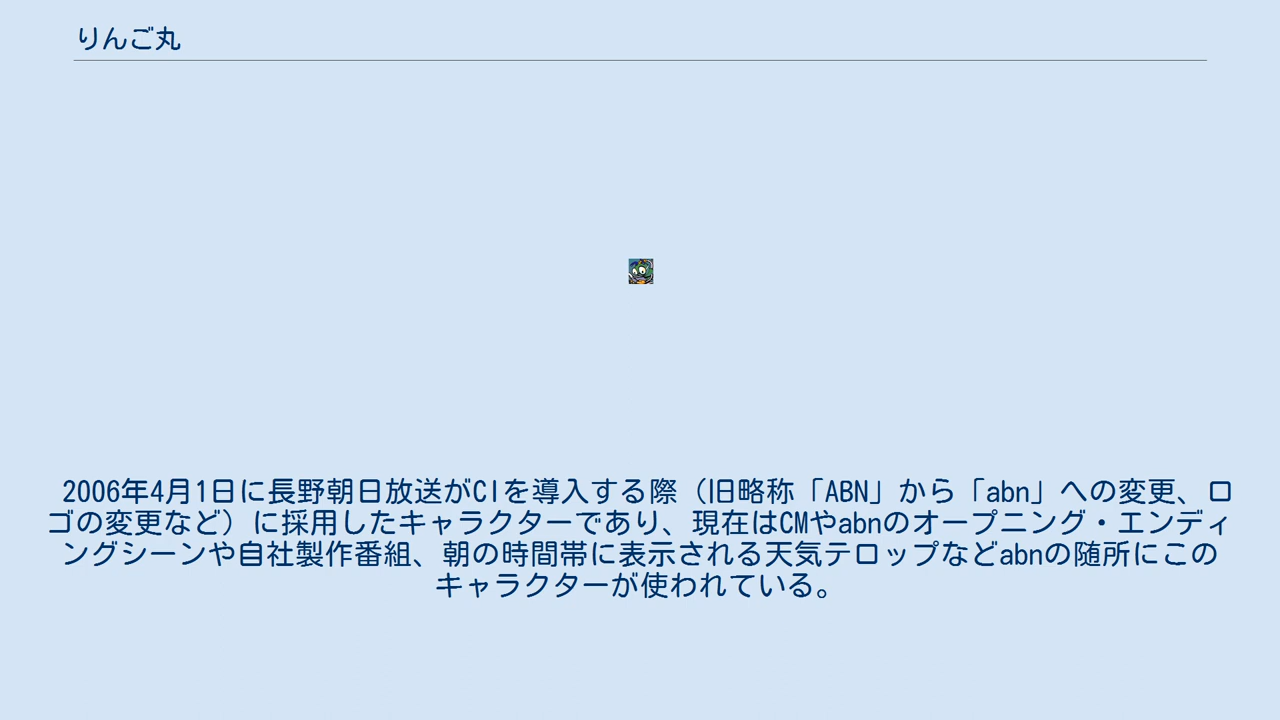 りんご丸
2006年4月1日に長野朝日放送がCIを導入する際（旧略称「ABN」から「abn」への変更、ロ
ゴの変更など）に採用したキャラクターであり、現在はCMやabnのオープニング・エンディ
ングシーンや自社製作番組、朝の時間帯に表示される天気テロップなどabnの随所にこの
キャラクターが使われている。